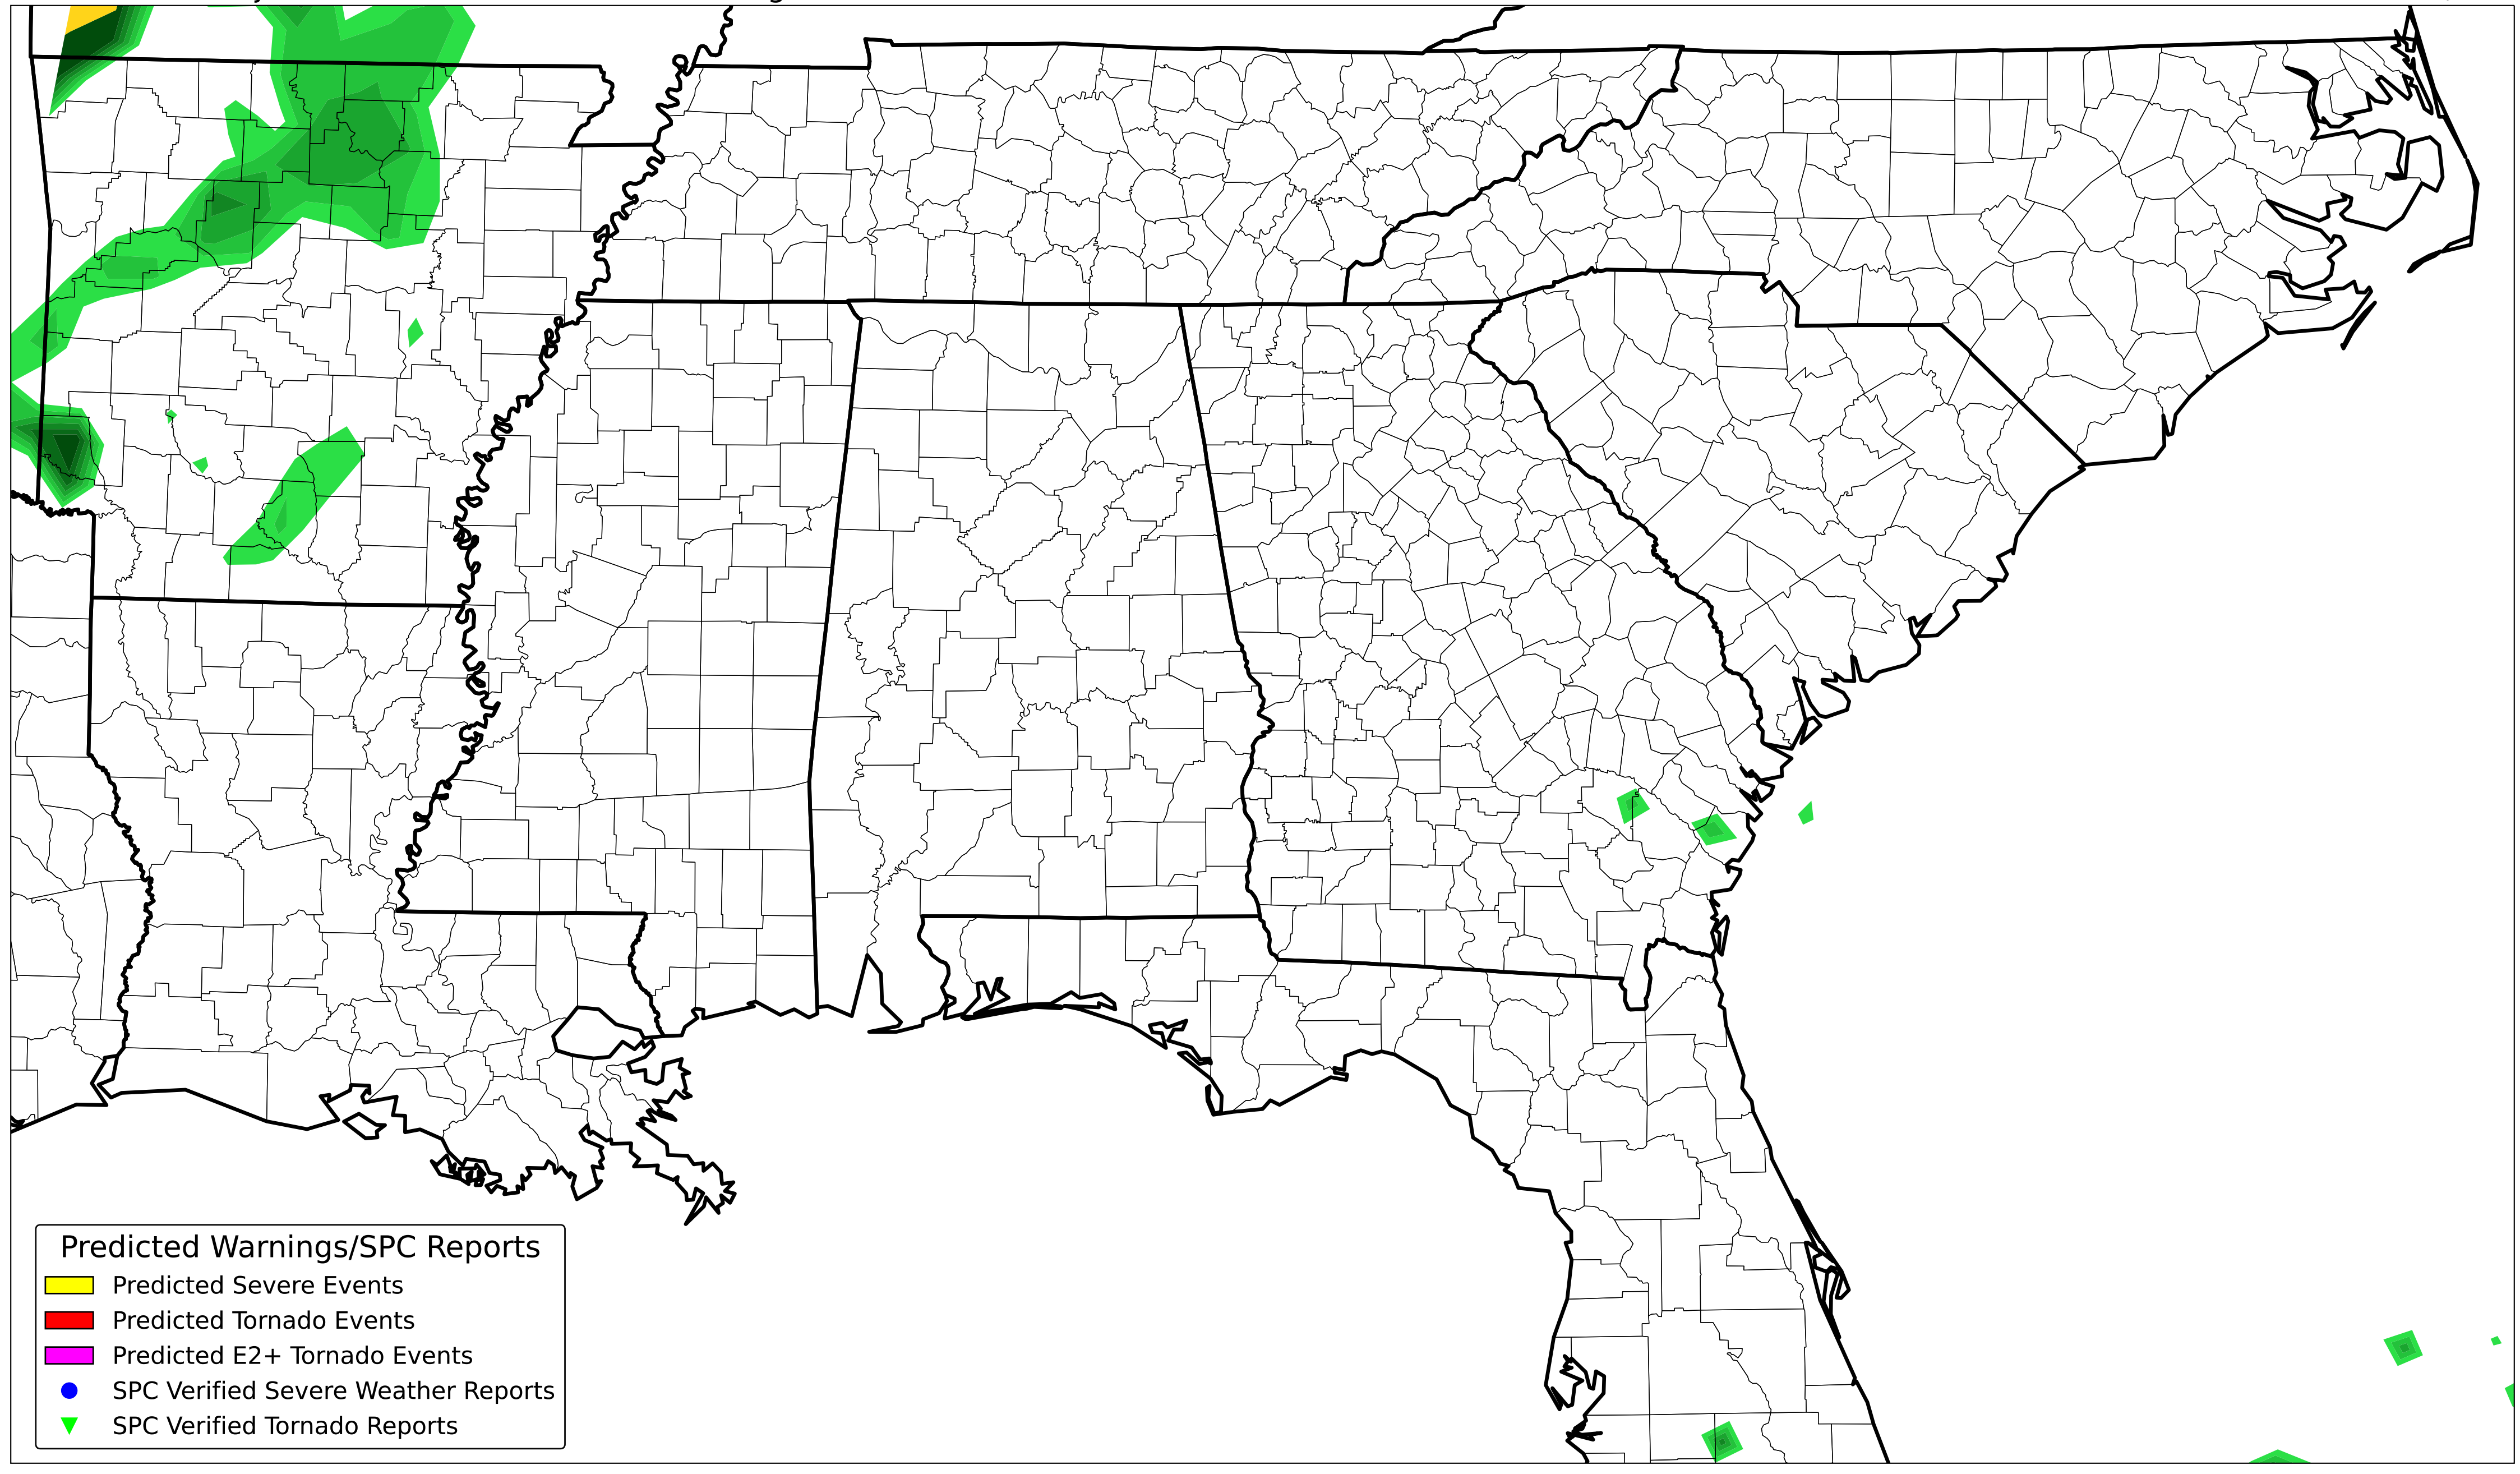 Predicted Warnings/SPC Reports
Predicted Severe Events
Predicted Tornado Events
Predicted E2+ Tornado Events
SPC Verified Severe Weather Reports
SPC Verified Tornado Reports